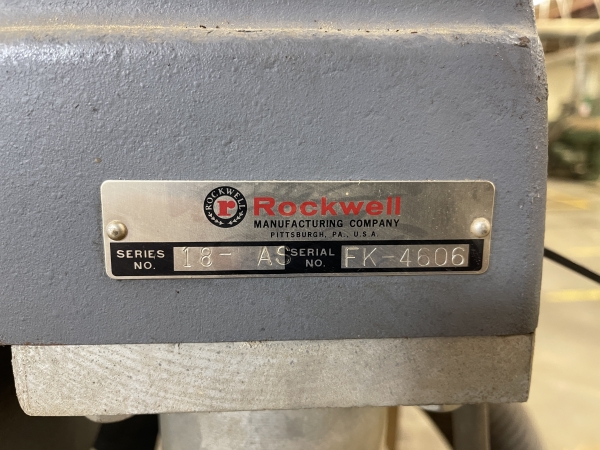 ROCKWELL
r
Rockwell
MANUFACTURING COMPANY
PITTSBURGH, PA., U.S.A
SERIES NO. 18- AS SERIAL NO. FK-4606